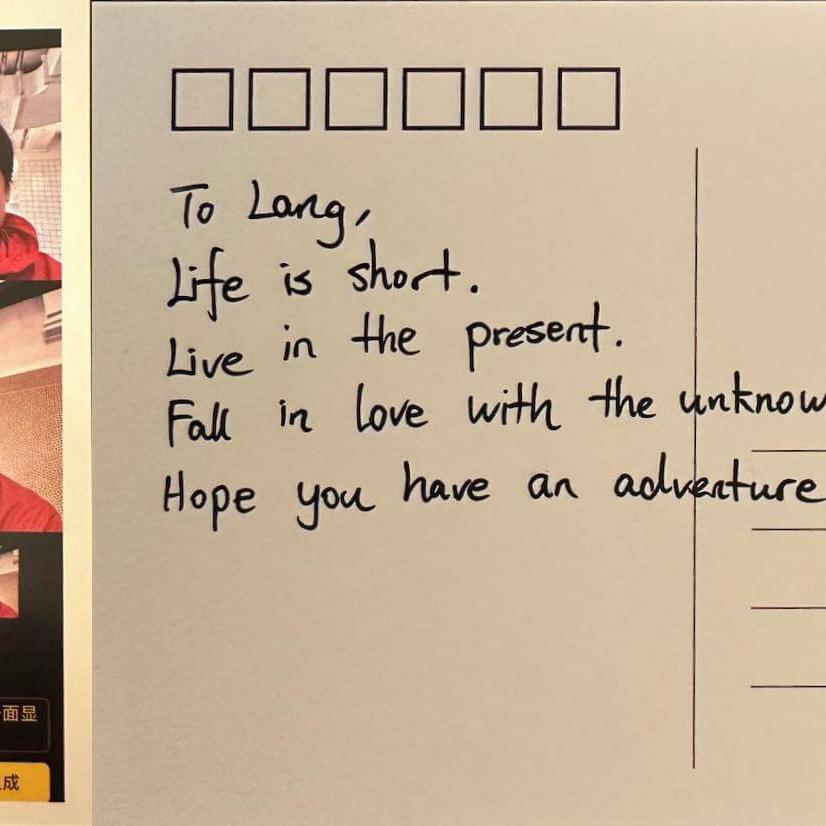 To Lang,
Life is short.
Live in the present.
Fall in love with the unknow
Hope you have an adventure
面显
成